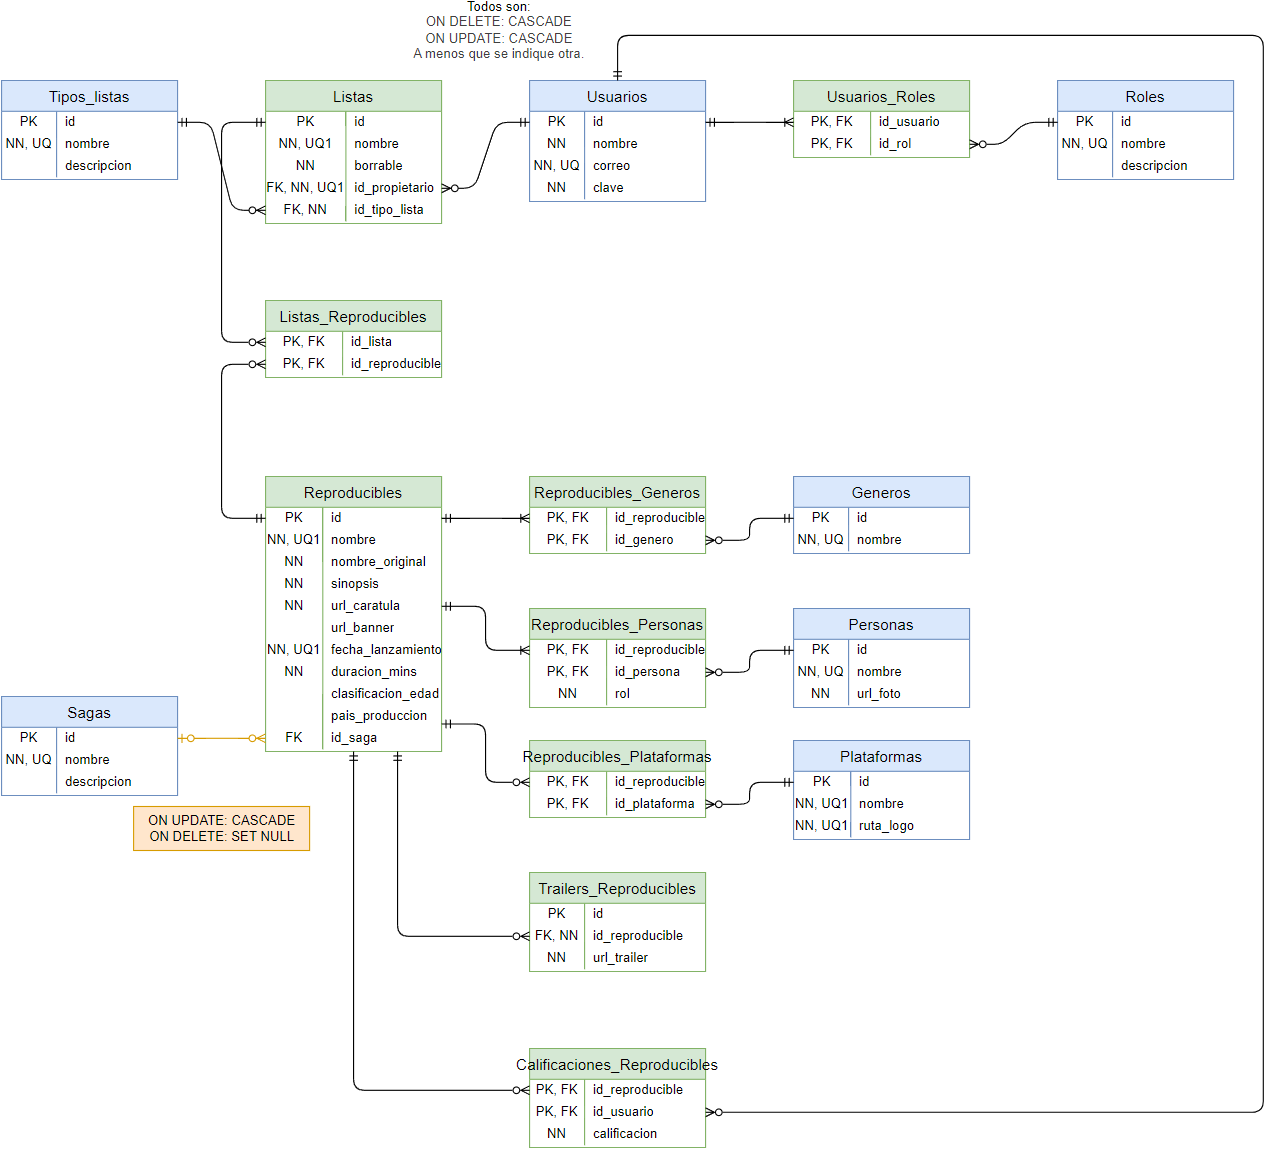 Todos son:
ON DELETE: CASCADE
ON UPDATE: CASCADE
A menos que se indique otra.
Tipos_listas
PK id
NN, UQ nombre
descripcion
Listas
PK id
NN, UQ1 nombre
NN borrable
FK, NN, UQ1 id_propietario
FK, NN id_tipo_lista
Usuarios
PK id
NN nombre
NN, UQ correo
NN clave
Usuarios_Roles
PK, FK id_usuario
PK, FK id_rol
Roles
PK id
NN, UQ nombre
descripcion
Listas_Reproducibles
PK, FK id_lista
PK, FK id_reproducible
Reproducibles
PK id
NN, UQ1 nombre
NN nombre_original
NN sinopsis
NN url_caratula
url_banner
NN, UQ1 fecha_lanzamiento
NN duracion_mins
clasificacion_edad
pais_produccion
FK id_saga
Reproducibles_Generos
PK, FK id_reproducible
PK, FK id_genero
Generos
PK id
NN, UQ nombre
Reproducibles_Personas
PK, FK id_reproducible
PK, FK id_persona
NN rol
Personas
PK id
NN, UQ nombre
NN url_foto
Sagas
PK id
NN, UQ nombre
descripcion
ON UPDATE: CASCADE
ON DELETE: SET NULL
Reproducibles_Plataformas
PK, FK id_reproducible
PK, FK id_plataforma
Plataformas
PK id
NN, UQ1 nombre
NN, UQ1 ruta_logo
Trailers_Reproducibles
PK id
FK, NN id_reproducible
NN url_trailer
Calificaciones_Reproducibles
PK, FK id_reproducible
PK, FK id_usuario
NN calificacion